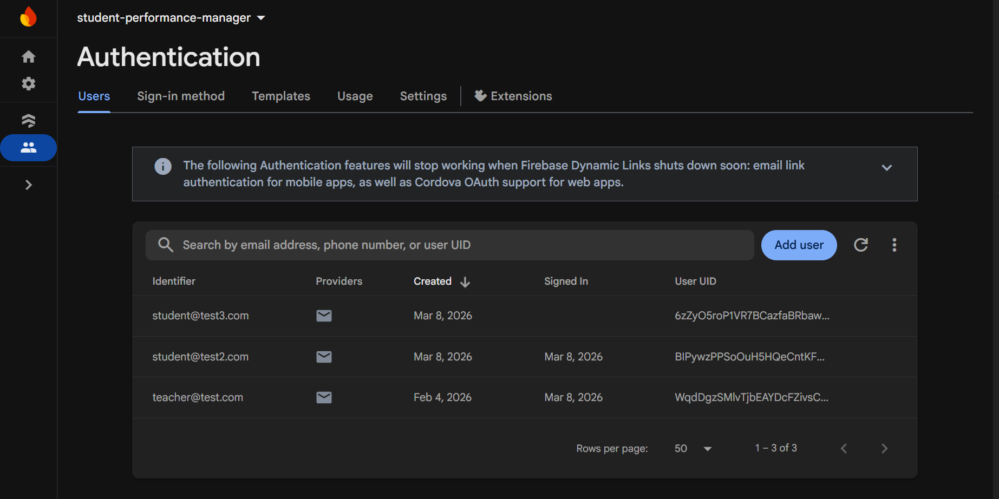 student-performance-manager
Authentication
Users Sign-in method Templates Usage Settings Extensions
The following Authentication features will stop working when Firebase Dynamic Links shuts down soon: email link
authentication for mobile apps, as well as Cordova OAuth support for web apps.
Search by email address, phone number, or user UID Add user
Identifier Providers Created Signed In User UID
student@test3.com Mar 8, 2026 6zZyO5roP1VR7BCazfaBRbaw...
student@test2.com Mar 8, 2026 Mar 8, 2026 BIPywzPPSoOuH5HQeCntKF...
teacher@test.com Feb 4, 2026 Mar 8, 2026 WqdDgzSMlvTjbEAYDcFZivsC...
Rows per page: 50 1 – 3 of 3